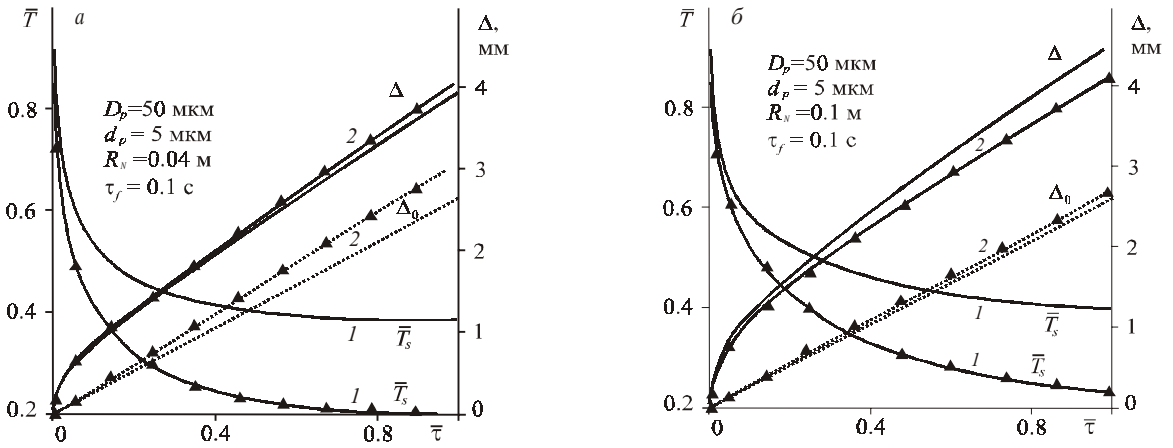 T̅
а
Δ,
мм
D_p=50 мкм
d_p = 5 мкм
R_N =0.04 м
τ_f = 0.1 с
Δ
2
Δ₀
2
1
T̅_s
1
T̅_s
0.8
0.6
0.4
0.2
4
3
2
1
0
0
0.4
0.8
τ̅
T̅
б
Δ,
мм
D_p=50 мкм
d_p = 5 мкм
R_N =0.1 м
τ_f = 0.1 с
Δ
2
Δ₀
2
1
T̅_s
1
T̅_s
0.8
0.6
0.4
0.2
4
3
2
1
0
0
0.4
0.8
τ̅